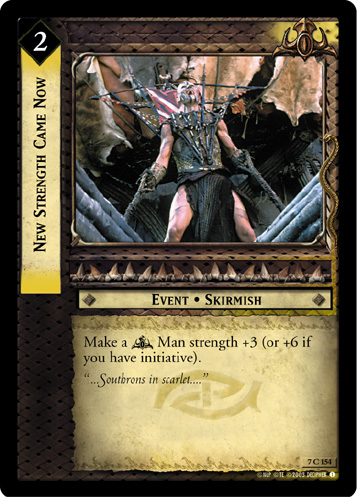 2
New Strength Came Now
Event • Skirmish
Make a Man strength +3 (or +6 if
you have initiative).
"...Southrons in scarlet...."
7 C 154